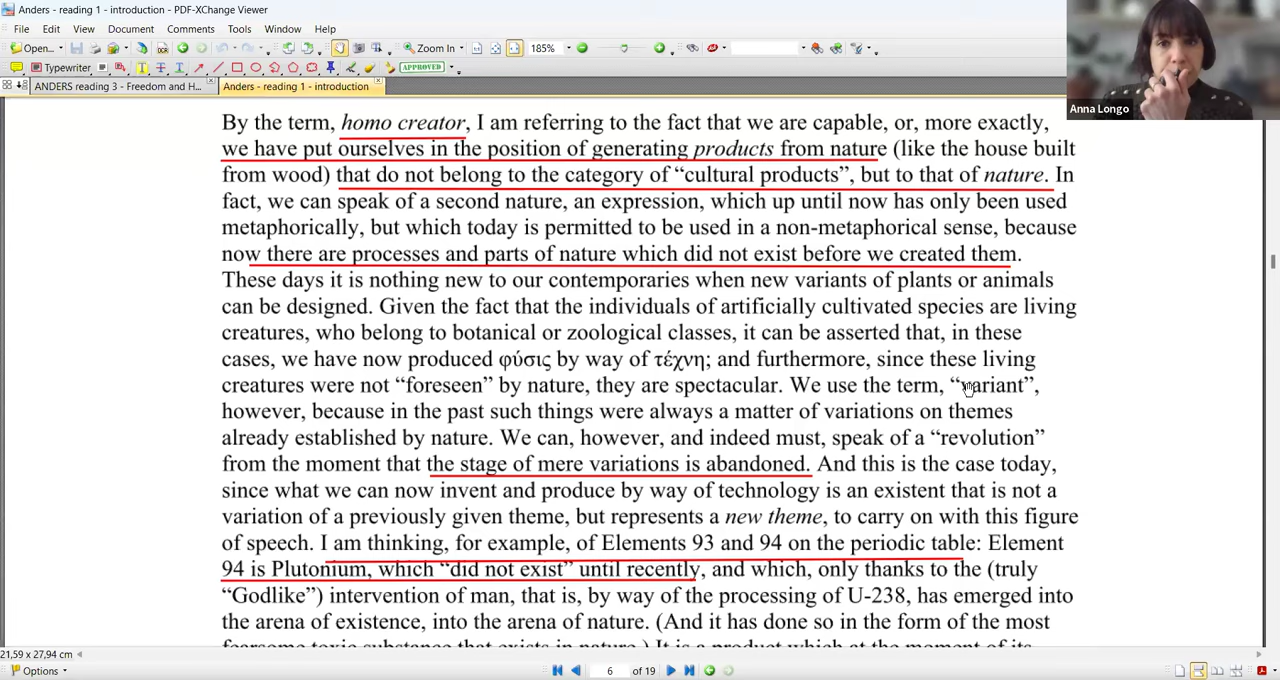 Anders - reading 1 - introduction - PDF-XChange Viewer
File Edit View Document Comments Tools Window Help
Open... OCR Zoom In 185%
Typewriter APPROVED
ANDERS reading 3 - Freedom and H... Anders - reading 1 - introduction
Anna Longo
By the term, homo creator, I am referring to the fact that we are capable, or, more exactly,
we have put ourselves in the position of generating products from nature (like the house built
from wood) that do not belong to the category of “cultural products”, but to that of nature. In
fact, we can speak of a second nature, an expression, which up until now has only been used
metaphorically, but which today is permitted to be used in a non-metaphorical sense, because
now there are processes and parts of nature which did not exist before we created them.
These days it is nothing new to our contemporaries when new variants of plants or animals
can be designed. Given the fact that the individuals of artificially cultivated species are living
creatures, who belong to botanical or zoological classes, it can be asserted that, in these
cases, we have now produced φύσις by way of τέχνη; and furthermore, since these living
creatures were not “foreseen” by nature, they are spectacular. We use the term, “variant”,
however, because in the past such things were always a matter of variations on themes
already established by nature. We can, however, and indeed must, speak of a “revolution”
from the moment that the stage of mere variations is abandoned. And this is the case today,
since what we can now invent and produce by way of technology is an existent that is not a
variation of a previously given theme, but represents a new theme, to carry on with this figure
of speech. I am thinking, for example, of Elements 93 and 94 on the periodic table: Element
94 is Plutonium, which “did not exist” until recently, and which, only thanks to the (truly
“Godlike”) intervention of man, that is, by way of the processing of U-238, has emerged into
the arena of existence, into the arena of nature. (And it has done so in the form of the most
fearsome toxic substance that exists in nature.) It is a product which at the moment of its
21,59 x 27,94 cm
Options 6 of 19